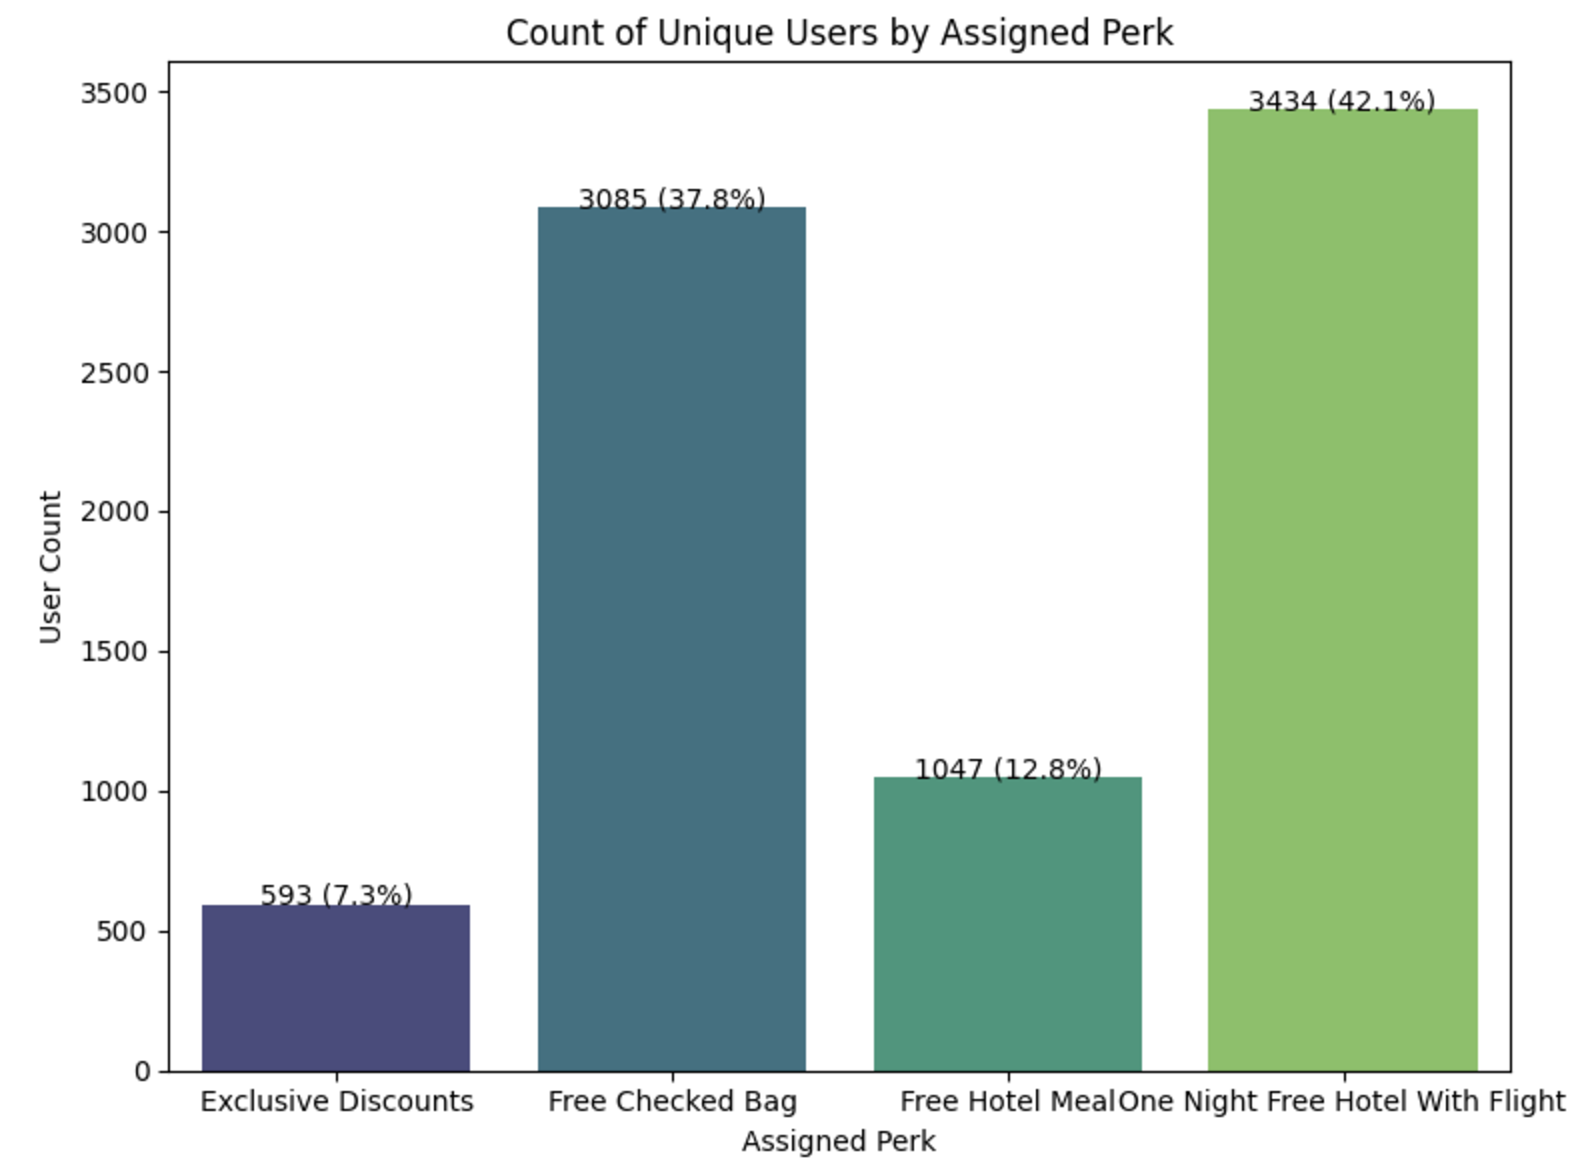 Count of Unique Users by Assigned Perk
3500
3000
2500
2000
1500
1000
500
0
User Count
593 (7.3%)
3085 (37.8%)
1047 (12.8%)
3434 (42.1%)
Exclusive Discounts
Free Checked Bag
Free Hotel Meal
One Night Free Hotel With Flight
Assigned Perk